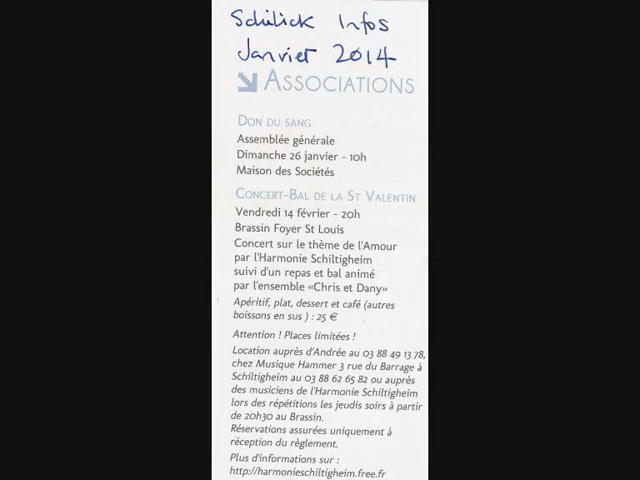 Schilick Infos
Janvier 2014
ASSOCIATIONS
DON DU SANG
Assemblée générale
Dimanche 26 janvier - 10h
Maison des Sociétés
CONCERT-BAL DE LA ST VALENTIN
Vendredi 14 février - 20h
Brassin Foyer St Louis
Concert sur le thème de l'Amour
par l'Harmonie Schiltigheim
suivi d'un repas et bal animé
par l'ensemble «Chris et Dany»
Apéritif, plat, dessert et café (autres
boissons en sus ) : 25 €
Attention ! Places limitées !
Location auprès d'Andrée au 03 88 49 13 78,
chez Musique Hammer 3 rue du Barrage à
Schiltigheim au 03 88 62 65 82 ou auprès
des musiciens de l'Harmonie Schiltigheim
lors des répétitions les jeudis soirs à partir
de 20h30 au Brassin.
Réservations assurées uniquement à
réception du règlement.
Plus d'informations sur :
http://harmonieschiltigheim.free.fr